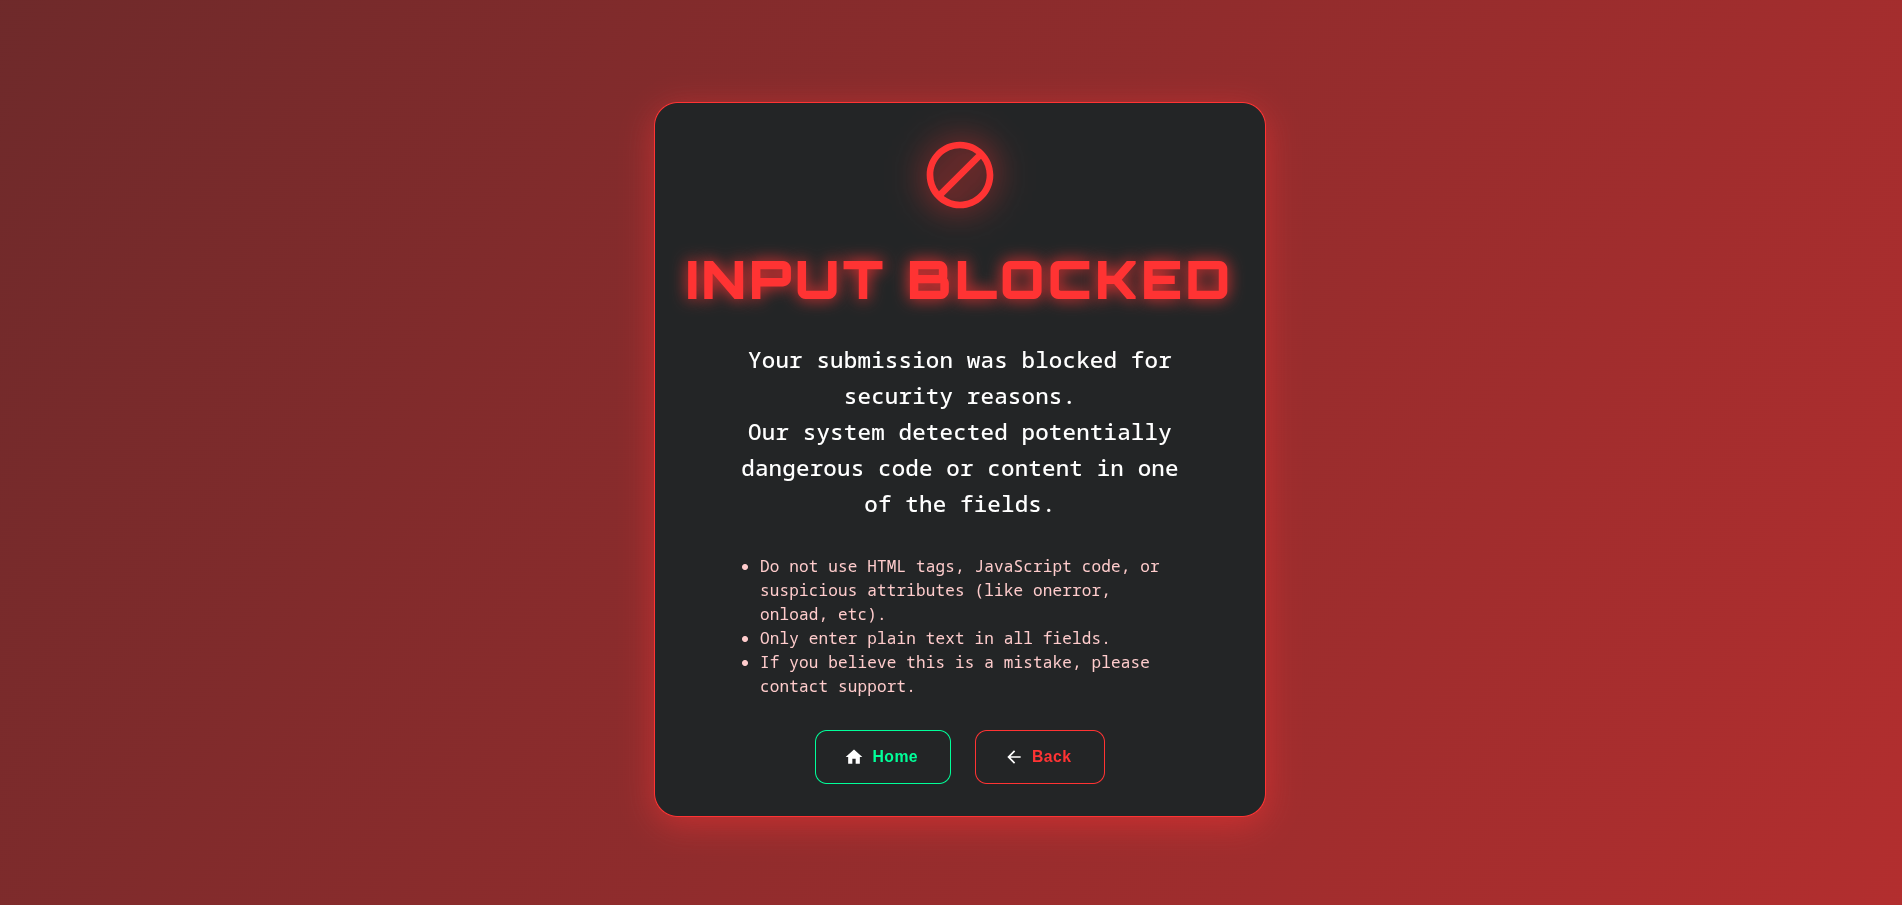 INPUT BLOCKED
Your submission was blocked for
security reasons.
Our system detected potentially
dangerous code or content in one
of the fields.
• Do not use HTML tags, JavaScript code, or
suspicious attributes (like onerror,
onload, etc).
• Only enter plain text in all fields.
• If you believe this is a mistake, please
contact support.
Home
Back